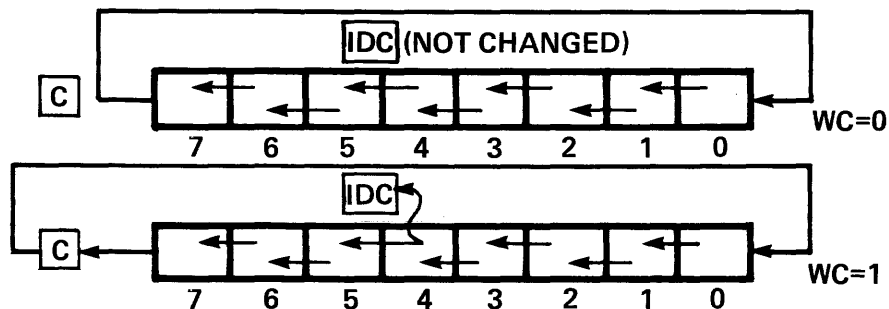 IDC (NOT CHANGED)
C
WC=0
7 6 5 4 3 2 1 0
IDC
C
WC=1
7 6 5 4 3 2 1 0